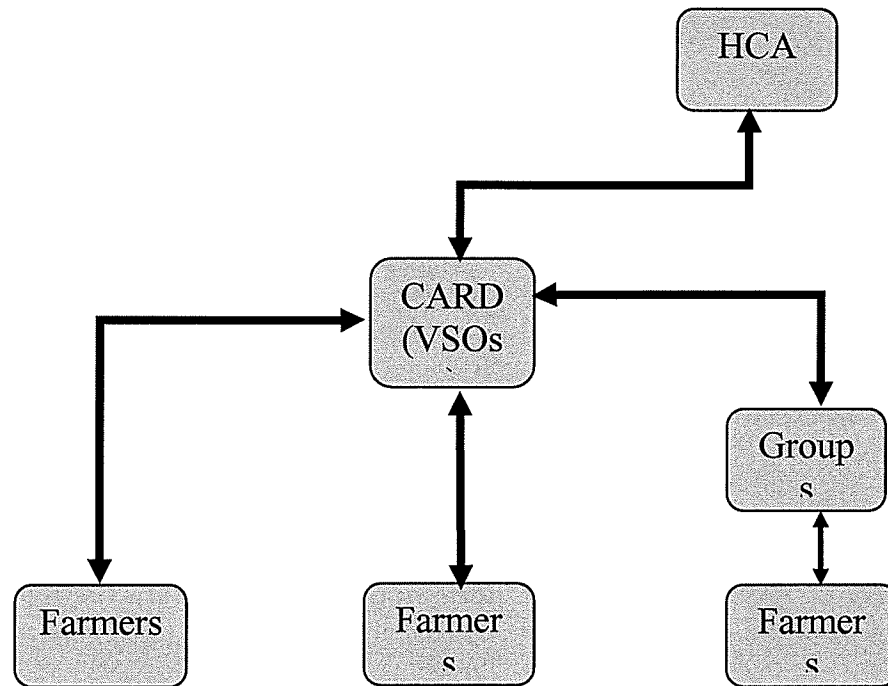 HCA
CARD
(VSOs
Group
s
Farmers
Farmer
s
Farmer
s